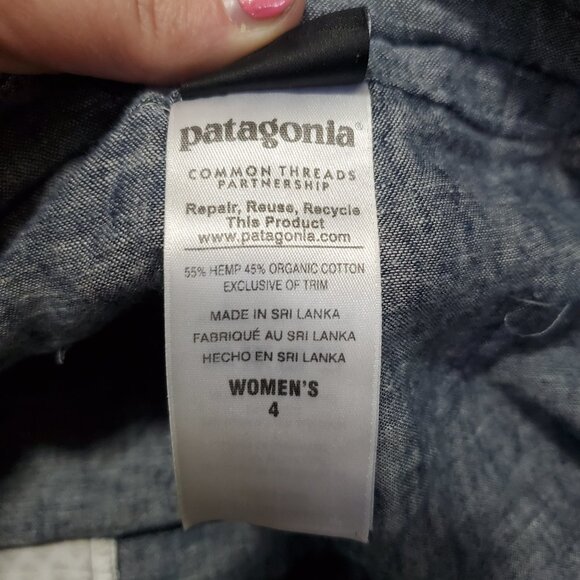 patagonia®
COMMON THREADS
PARTNERSHIP
Repair, Reuse, Recycle
This Product
www.patagonia.com
55% HEMP 45% ORGANIC COTTON
EXCLUSIVE OF TRIM
MADE IN SRI LANKA
FABRIQUÉ AU SRI LANKA
HECHO EN SRI LANKA
WOMEN'S
4